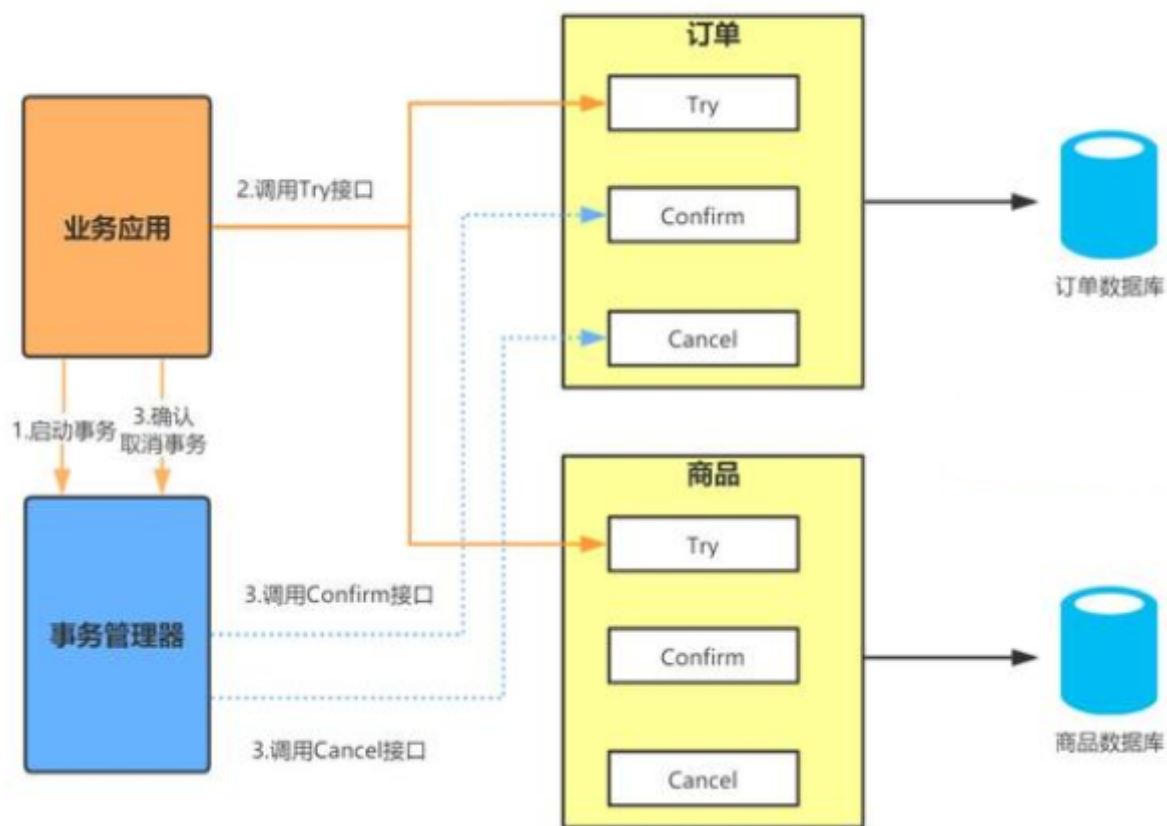 订单
Try
2.调用Try接口
业务应用
Confirm
订单数据库
Cancel
1.启动事务
3.确认
取消事务
商品
Try
3.调用Confirm接口
事务管理器
Confirm
商品数据库
3.调用Cancel接口
Cancel